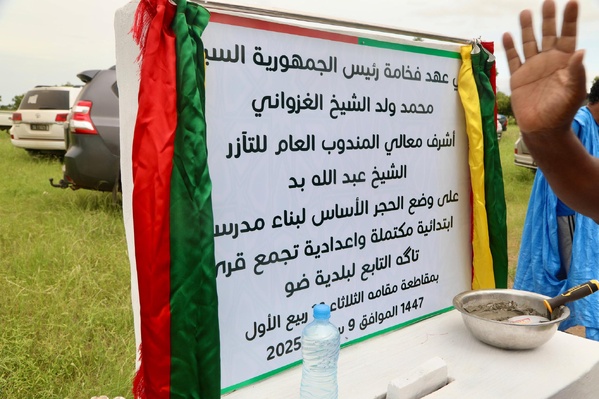 عهد فخامة رئيس الجمهورية
محمد ولد الشيخ الغزواني
أشرف معالي المندوب العام للتآزر
الشيخ عبد الله بد
على وضع الحجر الأساس لبناء مدرسـ
ابتدائية مكتملة واعدادية تجمع قرى
تاگه التابع لبلدية ضو
بمقاطعة مقامه الثلاثاء ربيع الأول
1447 الموافق 9 2025